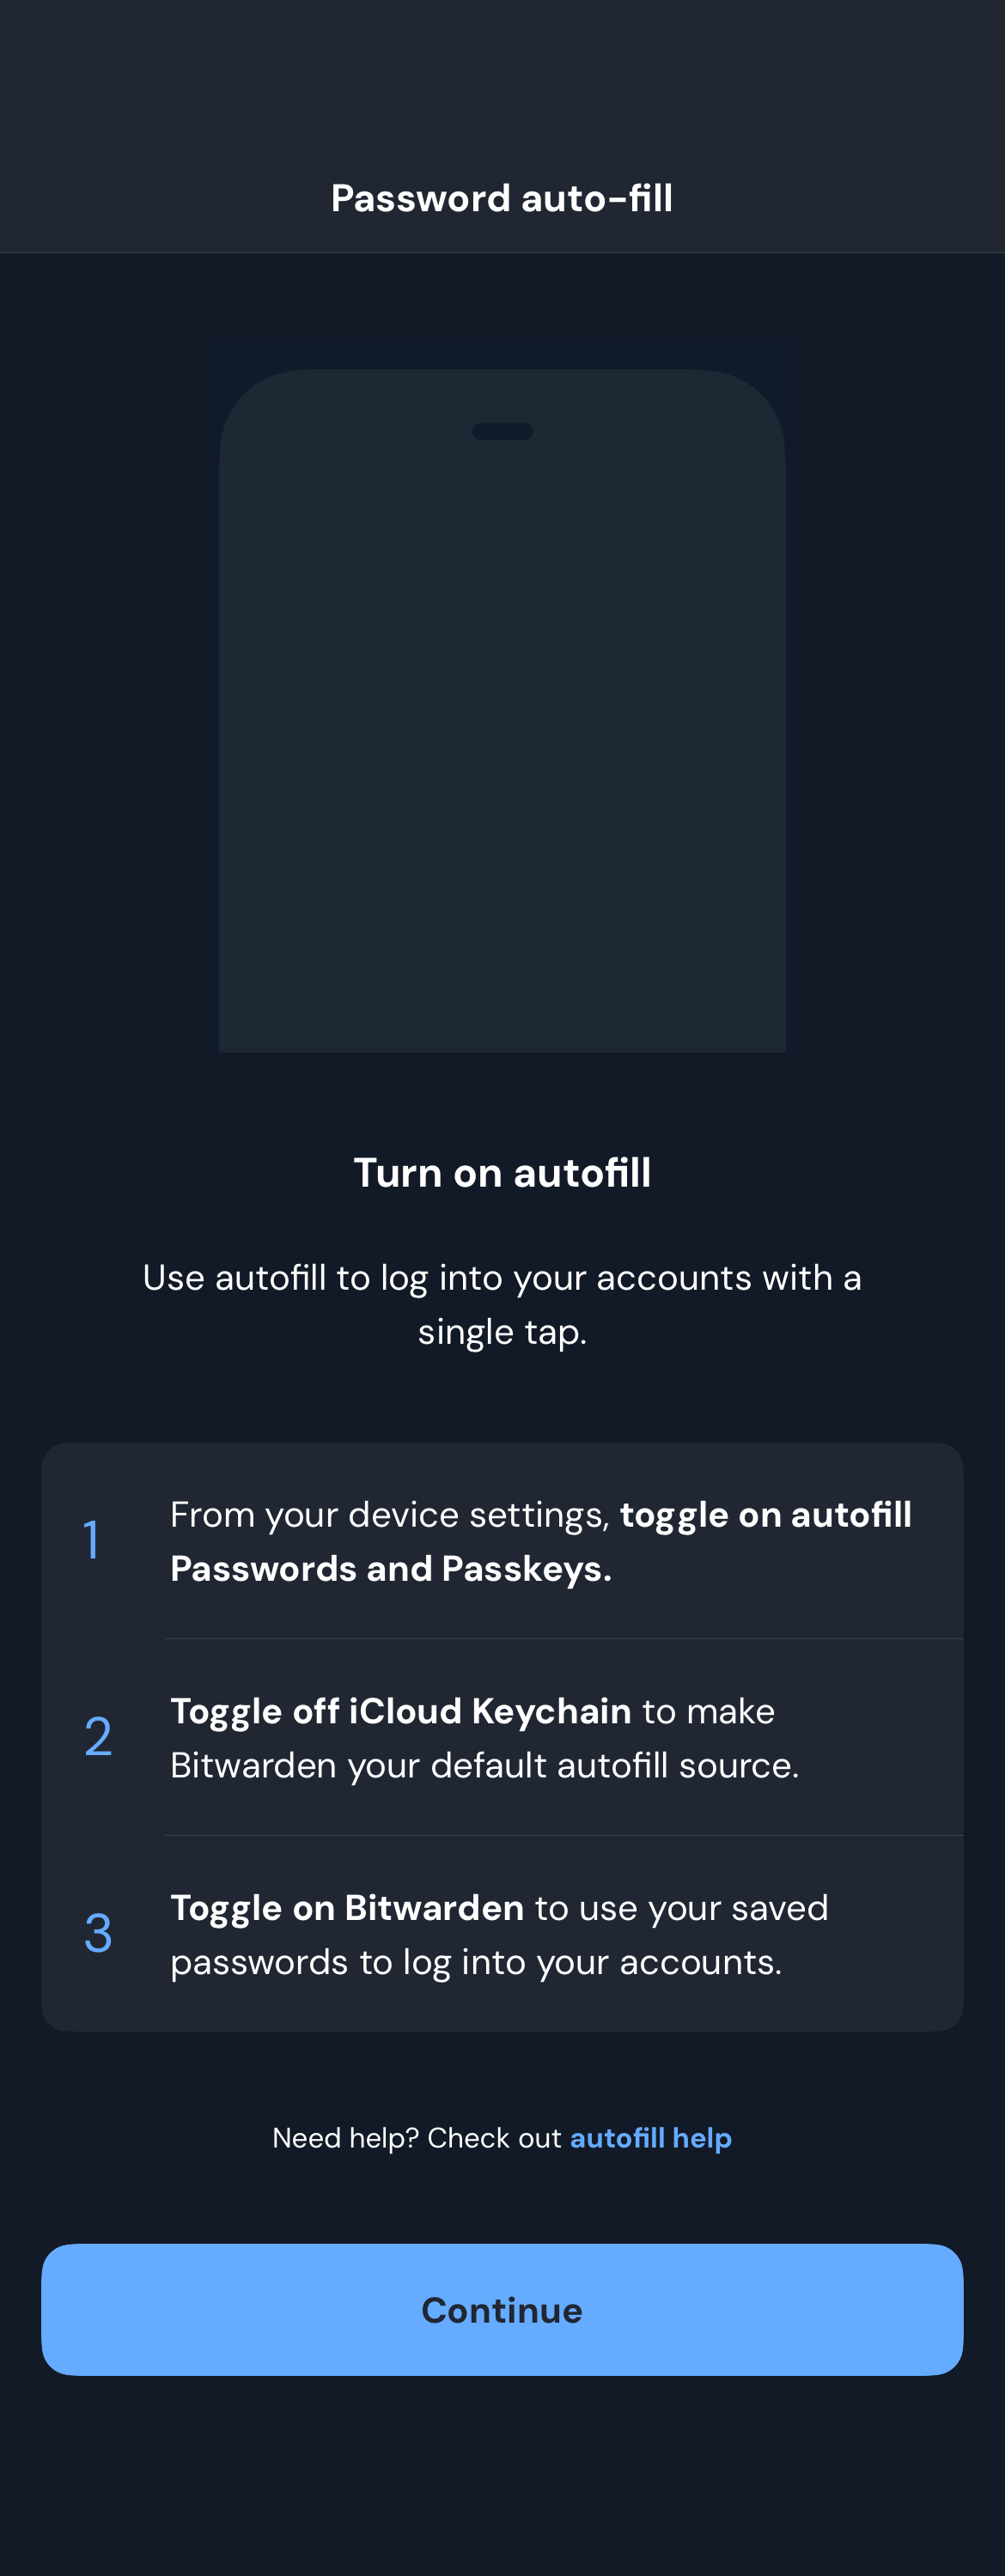 Password auto-fill
Turn on autofill
Use autofill to log into your accounts with a
single tap.
1
From your device settings, toggle on autofill
Passwords and Passkeys.
2
Toggle off iCloud Keychain to make
Bitwarden your default autofill source.
3
Toggle on Bitwarden to use your saved
passwords to log into your accounts.
Need help? Check out autofill help
Continue